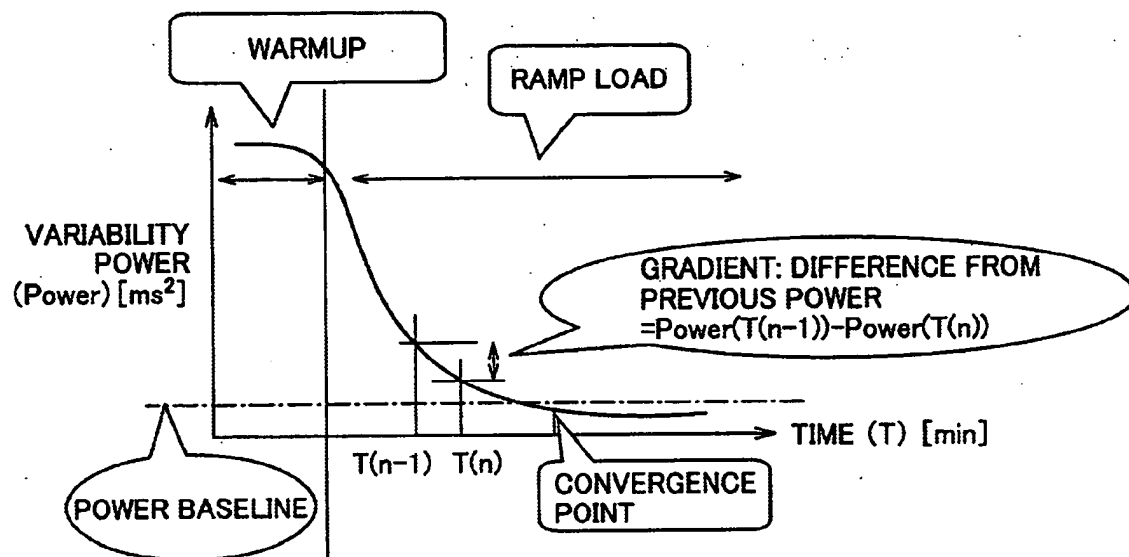 WARMUP
RAMP LOAD
VARIABILITY
POWER
(Power) [ms²]
GRADIENT: DIFFERENCE FROM
PREVIOUS POWER
=Power(T(n-1))-Power(T(n))
TIME (T) [min]
T(n-1) T(n)
CONVERGENCE
POINT
POWER BASELINE